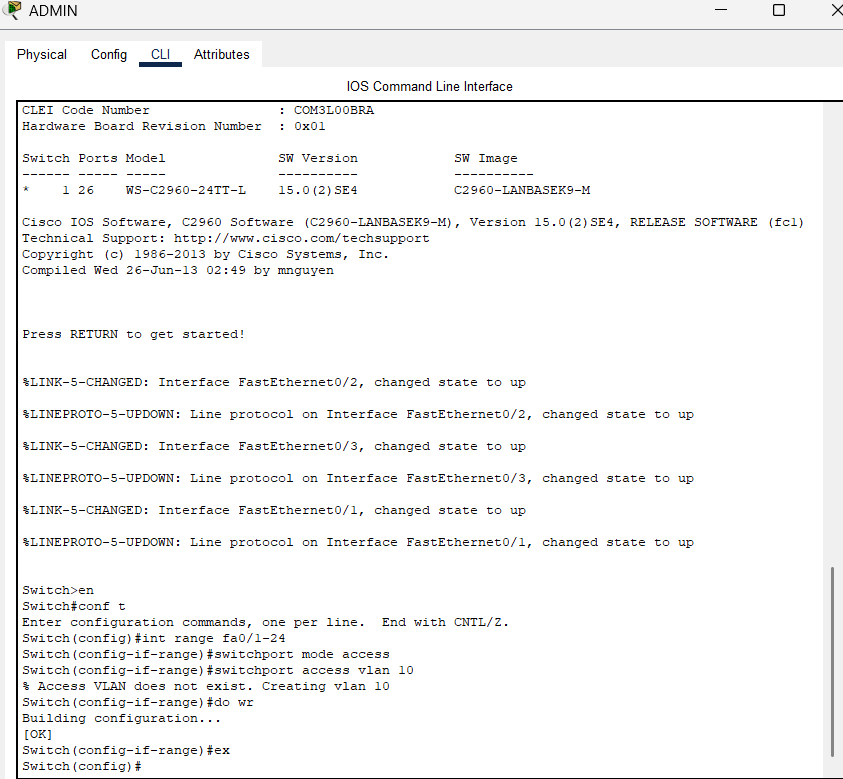 ADMIN
Physical Config CLI Attributes
IOS Command Line Interface
CLEI Code Number                : COM3L00BRA
Hardware Board Revision Number  : 0x01
Switch Ports Model              SW Version            SW Image
------ ----- -----              ----------            ----------
*    1 26    WS-C2960-24TT-L    15.0(2)SE4            C2960-LANBASEK9-M
Cisco IOS Software, C2960 Software (C2960-LANBASEK9-M), Version 15.0(2)SE4, RELEASE SOFTWARE (fc1)
Technical Support: http://www.cisco.com/techsupport
Copyright (c) 1986-2013 by Cisco Systems, Inc.
Compiled Wed 26-Jun-13 02:49 by mnguyen
Press RETURN to get started!
%LINK-5-CHANGED: Interface FastEthernet0/2, changed state to up
%LINEPROTO-5-UPDOWN: Line protocol on Interface FastEthernet0/2, changed state to up
%LINK-5-CHANGED: Interface FastEthernet0/3, changed state to up
%LINEPROTO-5-UPDOWN: Line protocol on Interface FastEthernet0/3, changed state to up
%LINK-5-CHANGED: Interface FastEthernet0/1, changed state to up
%LINEPROTO-5-UPDOWN: Line protocol on Interface FastEthernet0/1, changed state to up
Switch>en
Switch#conf t
Enter configuration commands, one per line.  End with CNTL/Z.
Switch(config)#int range fa0/1-24
Switch(config-if-range)#switchport mode access
Switch(config-if-range)#switchport access vlan 10
% Access VLAN does not exist. Creating vlan 10
Switch(config-if-range)#do wr
Building configuration...
[OK]
Switch(config-if-range)#ex
Switch(config)#